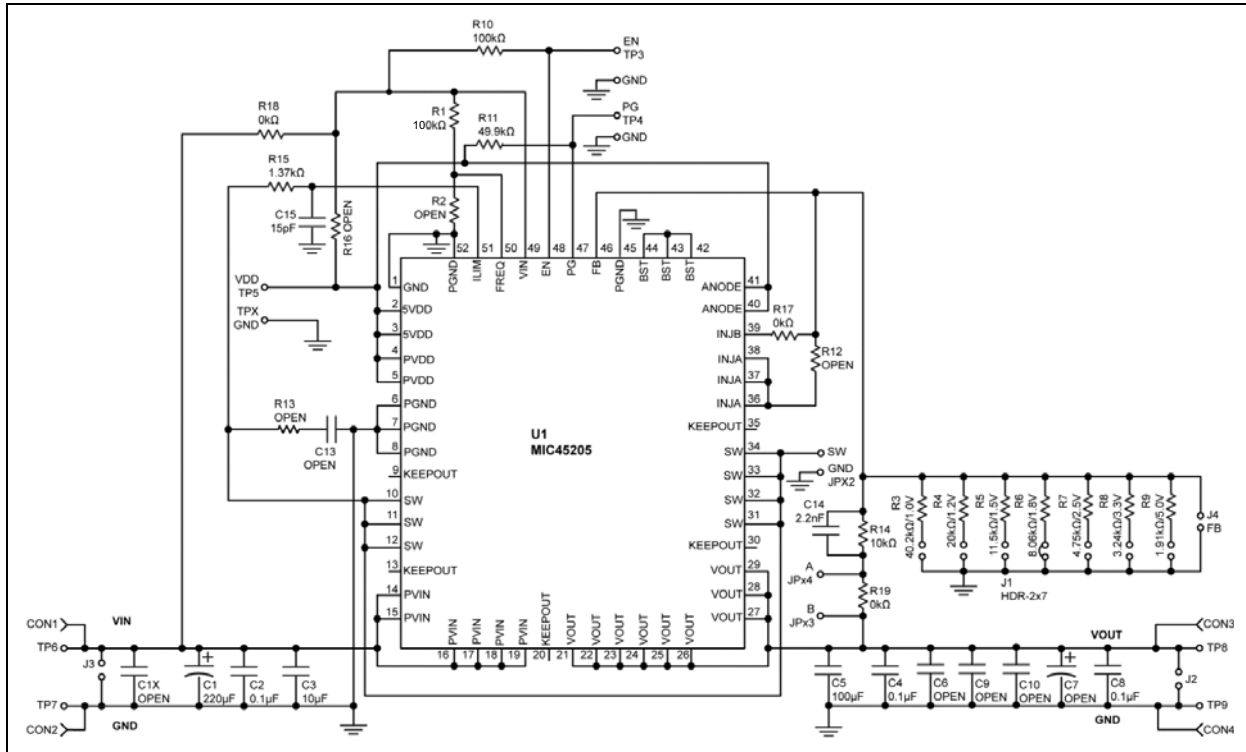 R10
100kΩ
EN
TP3
GND
R18
0kΩ
R1
100kΩ
R11
49.9kΩ
PG
TP4
GND
R15
1.37kΩ
C15
15pF
R16 OPEN
R2
OPEN
52 51 50 49 48 47 46 45 44 43 42
PGND
ILIM
FREQ
VIN
EN
PG
FB
PGND
BST
BST
BST
VDD
TP5
TPX
GND
1 GND
2 5VDD
3 5VDD
4 PVDD
5 PVDD
6 PGND
7 PGND
8 PGND
9 KEEPOUT
10 SW
11 SW
12 SW
13 KEEPOUT
14 PVIN
15 PVIN
R13
OPEN
C13
OPEN
U1
MIC45205
ANODE 41
ANODE 40
INJB 39
INJA 38
INJA 37
INJA 36
KEEPOUT 35
SW 34
SW 33
SW 32
SW 31
KEEPOUT 30
VOUT 29
VOUT 28
VOUT 27
R17
0kΩ
R12
OPEN
SW
GND
JPX2
C14
2.2nF
R14
10kΩ
A
JPx4
R19
0kΩ
B
JPx3
R3
40.2kΩ/1.0V
R4
20kΩ/1.2V
R5
11.5kΩ/1.5V
R6
8.06kΩ/1.8V
R7
4.75kΩ/2.5V
R8
3.24kΩ/3.3V
R9
1.91kΩ/5.0V
J4
FB
J1
HDR-2x7
PVIN
PVIN
PVIN
PVIN
KEEPOUT
VOUT
VOUT
VOUT
VOUT
VOUT
VOUT
16 17 18 19 20 21 22 23 24 25 26
CON1
VIN
TP6
J3
C1X
OPEN
C1
220µF
C2
0.1µF
C3
10µF
TP7
GND
CON2
C5
100µF
C4
0.1µF
C6
OPEN
C9
OPEN
C10
OPEN
C7
OPEN
C8
0.1µF
VOUT
CON3
TP8
J2
TP9
GND
CON4